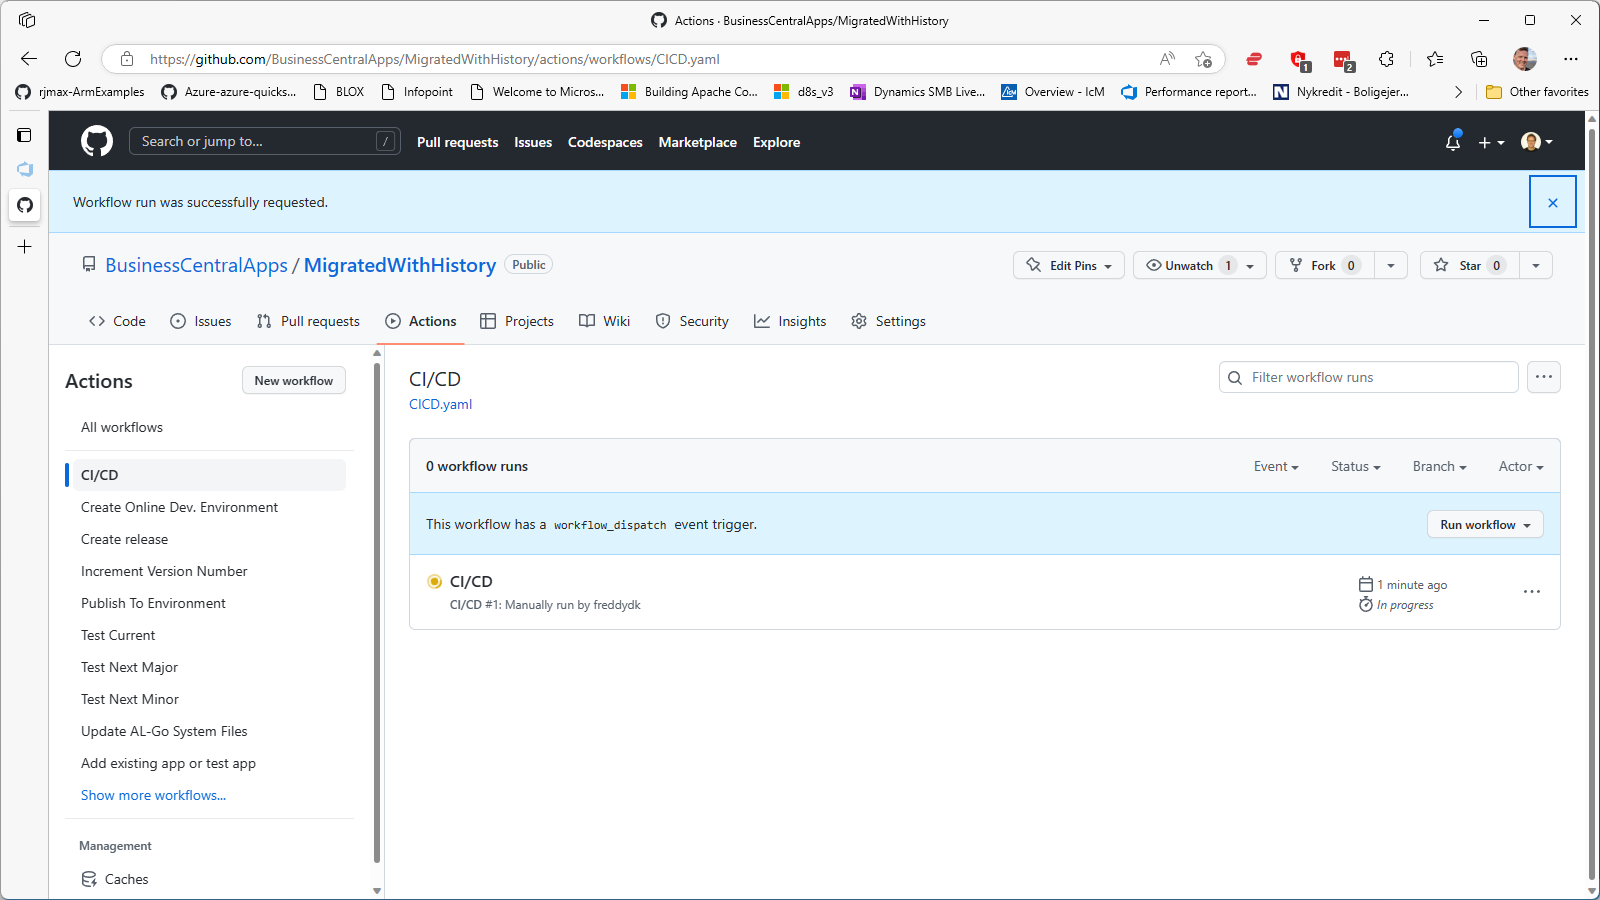 Actions · BusinessCentralApps/MigratedWithHistory
https://github.com/BusinessCentralApps/MigratedWithHistory/actions/workflows/CICD.yaml
1
2
rjmax-ArmExamples
Azure-azure-quicks...
BLOX
Infopoint
Welcome to Micros...
Building Apache Co...
d8s_v3
Dynamics SMB Live...
Overview - IcM
Performance report...
Nykredit - Boligejer...
Other favorites
Search or jump to...
/
Pull requests
Issues
Codespaces
Marketplace
Explore
Workflow run was successfully requested.
BusinessCentralApps / MigratedWithHistory
Public
Edit Pins
Unwatch 1
Fork 0
Star 0
Code
Issues
Pull requests
Actions
Projects
Wiki
Security
Insights
Settings
Actions
New workflow
All workflows
CI/CD
Create Online Dev. Environment
Create release
Increment Version Number
Publish To Environment
Test Current
Test Next Major
Test Next Minor
Update AL-Go System Files
Add existing app or test app
Show more workflows...
Management
Caches
CI/CD
CICD.yaml
Filter workflow runs
0 workflow runs
Event
Status
Branch
Actor
This workflow has a workflow_dispatch event trigger.
Run workflow
CI/CD
CI/CD #1: Manually run by freddydk
1 minute ago
In progress